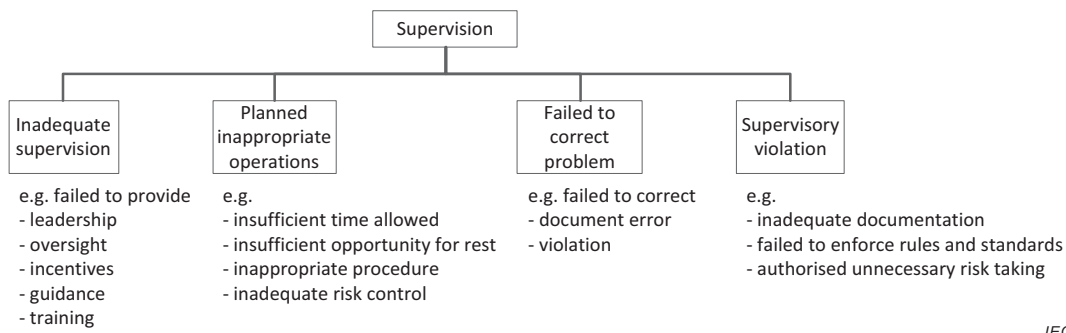 Supervision
Inadequate
supervision
Planned
inappropriate
operations
Failed to
correct
problem
Supervisory
violation
e.g. failed to provide
- leadership
- oversight
- incentives
- guidance
- training
e.g.
- insufficient time allowed
- insufficient opportunity for rest
- inappropriate procedure
- inadequate risk control
e.g. failed to correct
- document error
- violation
e.g.
- inadequate documentation
- failed to enforce rules and standards
- authorised unnecessary risk taking